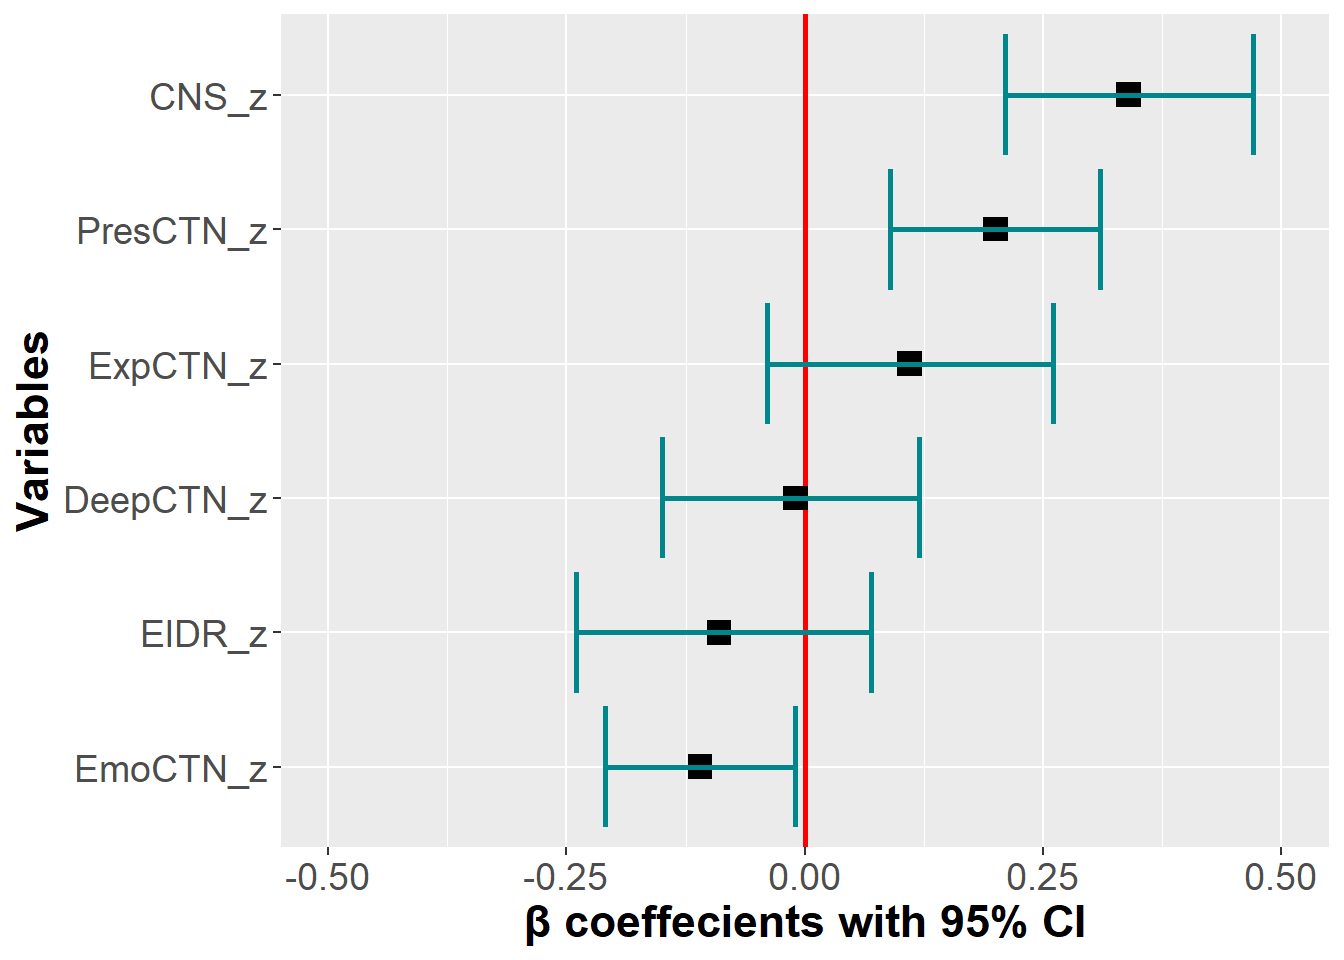 CNS_z
PresCTN_z
ExpCTN_z
DeepCTN_z
EIDR_z
EmoCTN_z
Variables
-0.50 -0.25 0.00 0.25 0.50
β coeffecients with 95% CI